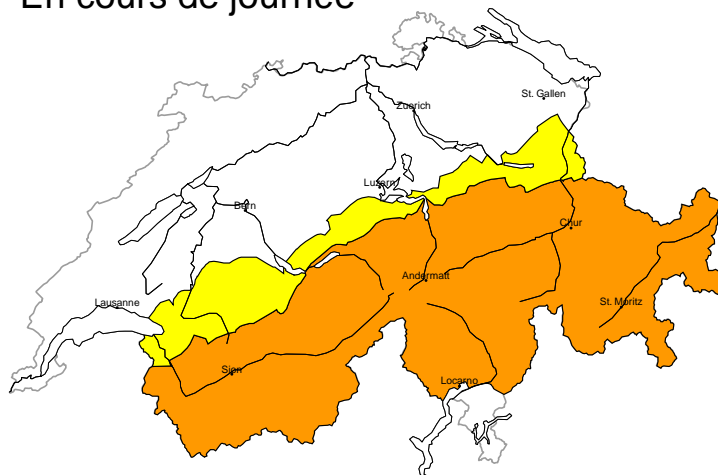 En cours de journée
St. Gallen
Zuerich
Luzern
Bern
Chur
Andermatt
Lausanne
St. Moritz
Sion
Locarno